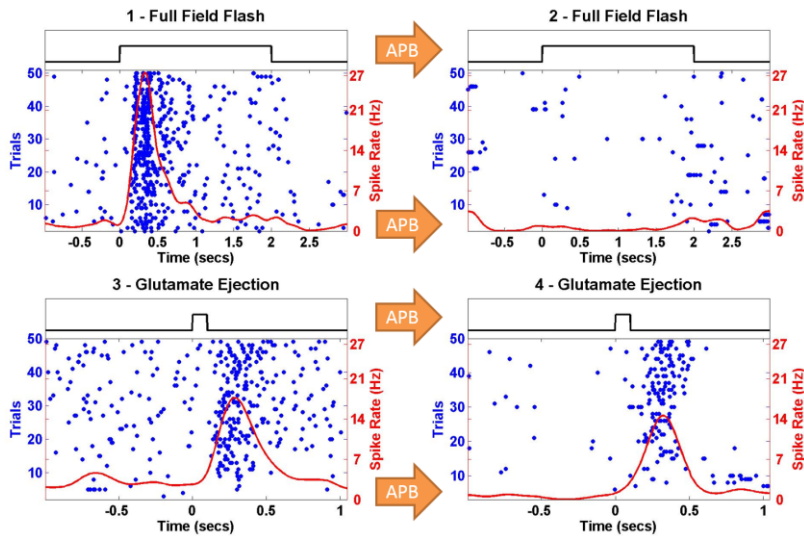 1 - Full Field Flash
APB
2 - Full Field Flash
50
40
30
20
10
Trials
27
21
14
7
0
Spike Rate (Hz)
-0.5 0 0.5 1 1.5 2 2.5
Time (secs)
APB
50
40
30
20
10
Trials
27
21
14
7
0
Spike Rate (Hz)
-0.5 0 0.5 1 1.5 2 2.5
Time (secs)
3 - Glutamate Ejection
APB
4 - Glutamate Ejection
50
40
30
20
10
Trials
27
21
14
7
0
Spike Rate (Hz)
-0.5 0 0.5 1
Time (secs)
APB
50
40
30
20
10
Trials
27
21
14
7
0
Spike Rate (Hz)
-0.5 0 0.5 1
Time (secs)